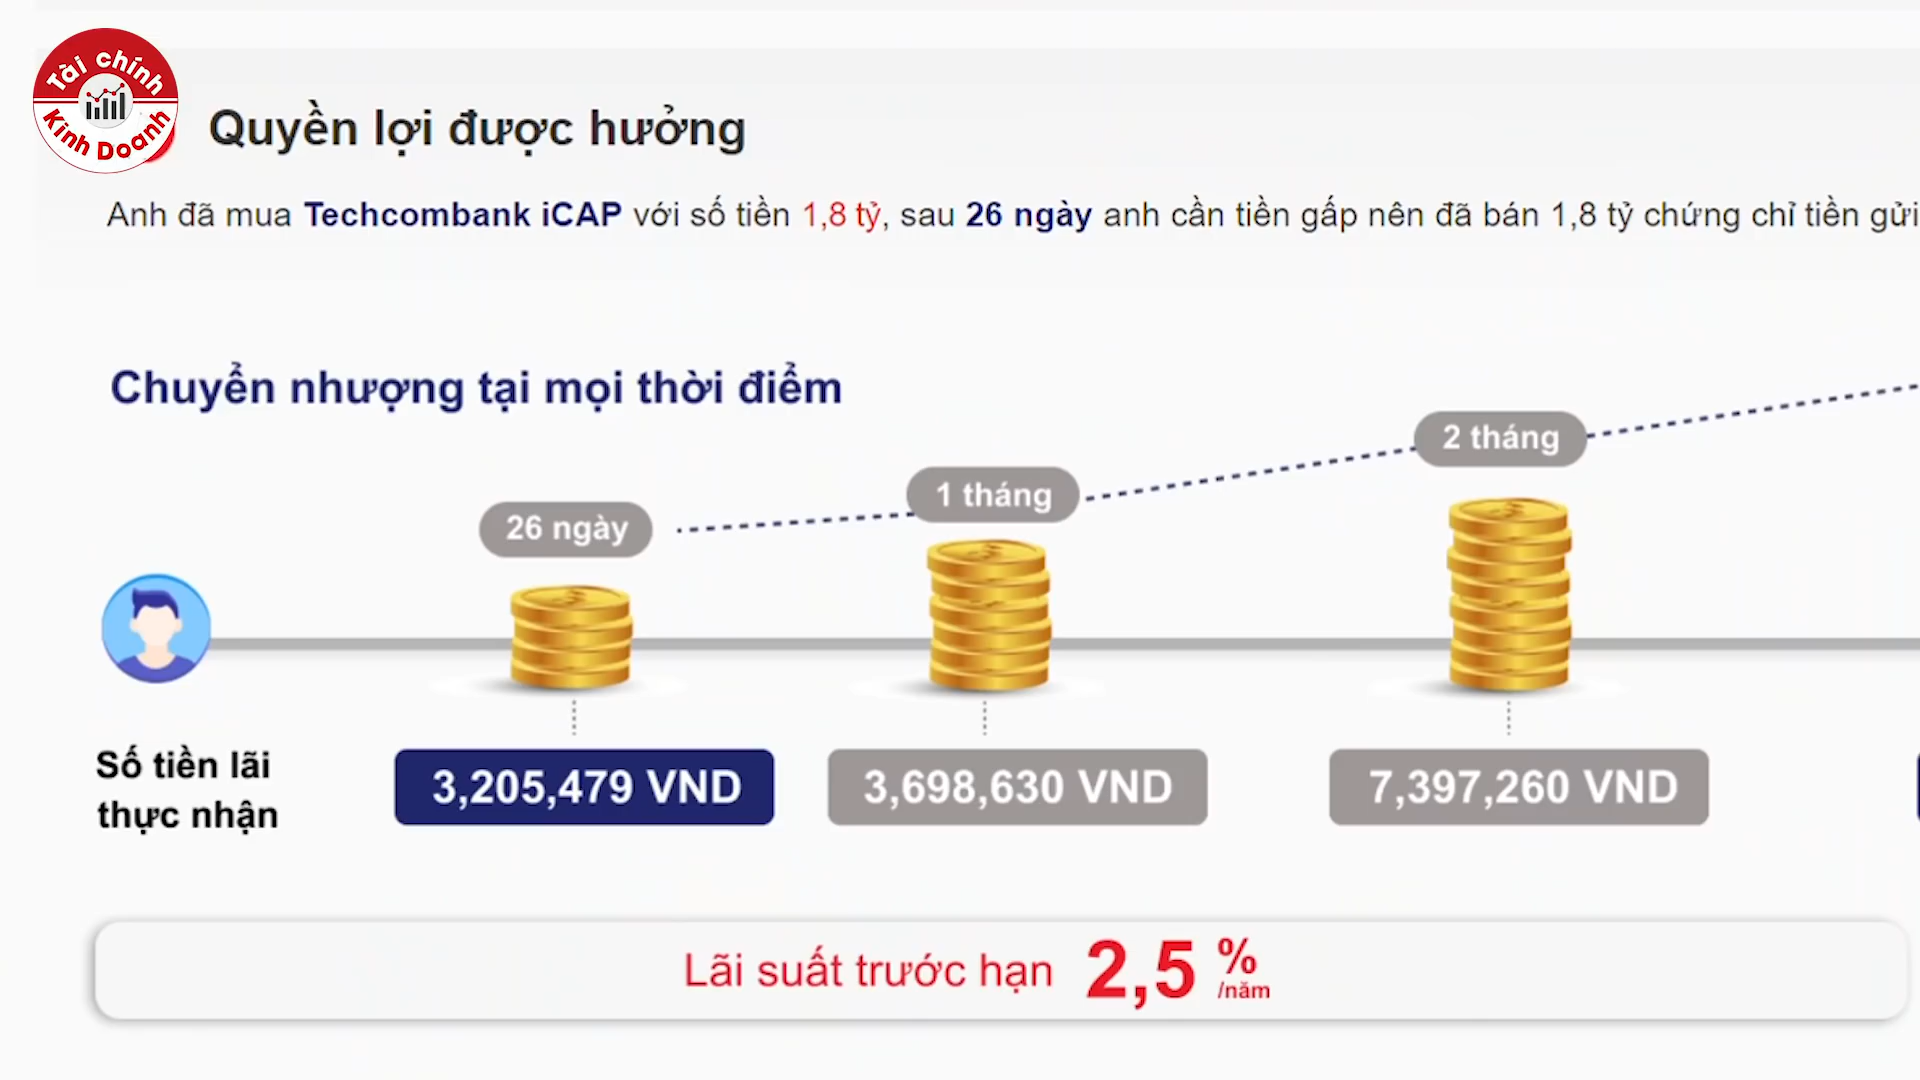 Tài chính
Kinh Doanh
Quyền lợi được hưởng
Anh đã mua Techcombank iCAP với số tiền 1,8 tỷ, sau 26 ngày anh cần tiền gấp nên đã bán 1,8 tỷ chứng chỉ tiền gửi
Chuyển nhượng tại mọi thời điểm
2 tháng
1 tháng
26 ngày
Số tiền lãi
thực nhận
3,205,479 VND
3,698,630 VND
7,397,260 VND
Lãi suất trước hạn 2,5 %
/năm